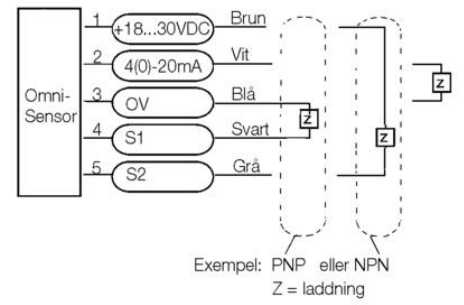 1 +18...30VDC Brun
2 4(0)-20mA Vit
Z
Omni-
Sensor
3 OV Blå
Z
4 S1 Svart
Z
5 S2 Grå
Exempel: PNP eller NPN
Z = laddning